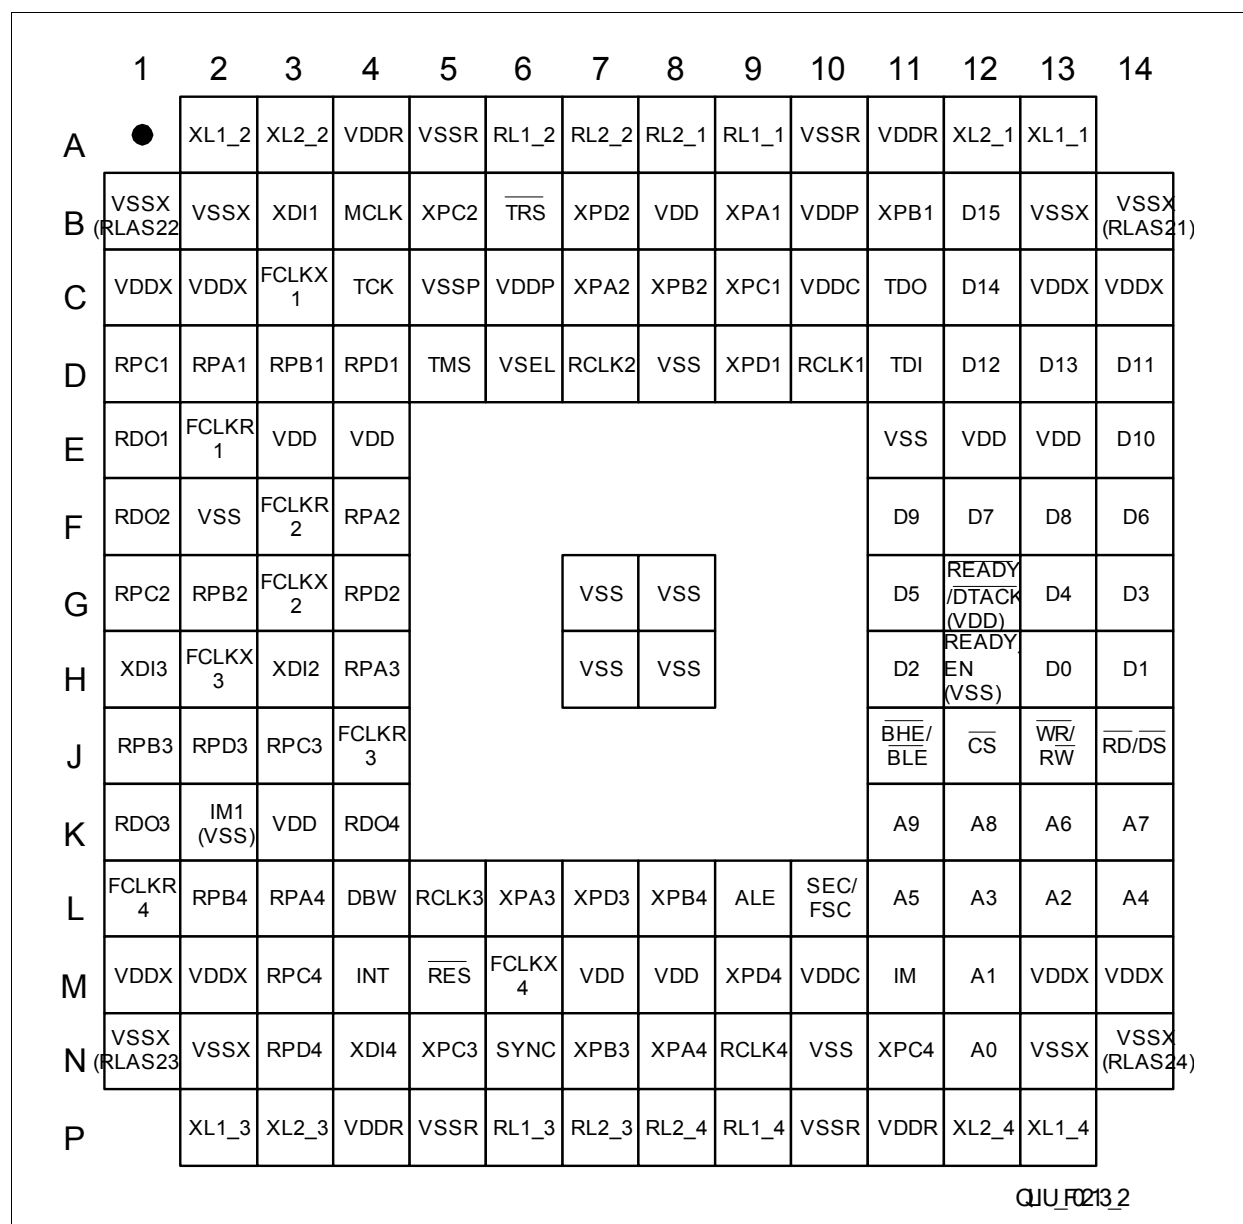 1 2 3 4 5 6 7 8 9 10 11 12 13 14
A XL1_2 XL2_2 VDDR VSSR RL1_2 RL2_2 RL2_1 RL1_1 VSSR VDDR XL2_1 XL1_1
B VSSX (RLAS22 VSSX XDI1 MCLK XPC2 TRS XPD2 VDD XPA1 VDDP XPB1 D15 VSSX VSSX (RLAS21)
C VDDX VDDX FCLKX 1 TCK VSSP VDDP XPA2 XPB2 XPC1 VDDC TDO D14 VDDX VDDX
D RPC1 RPA1 RPB1 RPD1 TMS VSEL RCLK2 VSS XPD1 RCLK1 TDI D12 D13 D11
E RDO1 FCLKR 1 VDD VDD VSS VDD VDD D10
F RDO2 VSS FCLKR 2 RPA2 D9 D7 D8 D6
G RPC2 RPB2 FCLKX 2 RPD2 VSS VSS D5 READY /DTACK (VDD) D4 D3
H XDI3 FCLKX 3 XDI2 RPA3 VSS VSS D2 READY_ EN (VSS) D0 D1
J RPB3 RPD3 RPC3 FCLKR 3 BHE/ BLE CS WR/ RW RD/DS
K RDO3 IM1 (VSS) VDD RDO4 A9 A8 A6 A7
L FCLKR 4 RPB4 RPA4 DBW RCLK3 XPA3 XPD3 XPB4 ALE SEC/ FSC A5 A3 A2 A4
M VDDX VDDX RPC4 INT RES FCLKX 4 VDD VDD XPD4 VDDC IM A1 VDDX VDDX
N VSSX (RLAS23 VSSX RPD4 XDI4 XPC3 SYNC XPB3 XPA4 RCLK4 VSS XPC4 A0 VSSX VSSX (RLAS24)
P XL1_3 XL2_3 VDDR VSSR RL1_3 RL2_3 RL2_4 RL1_4 VSSR VDDR XL2_4 XL1_4